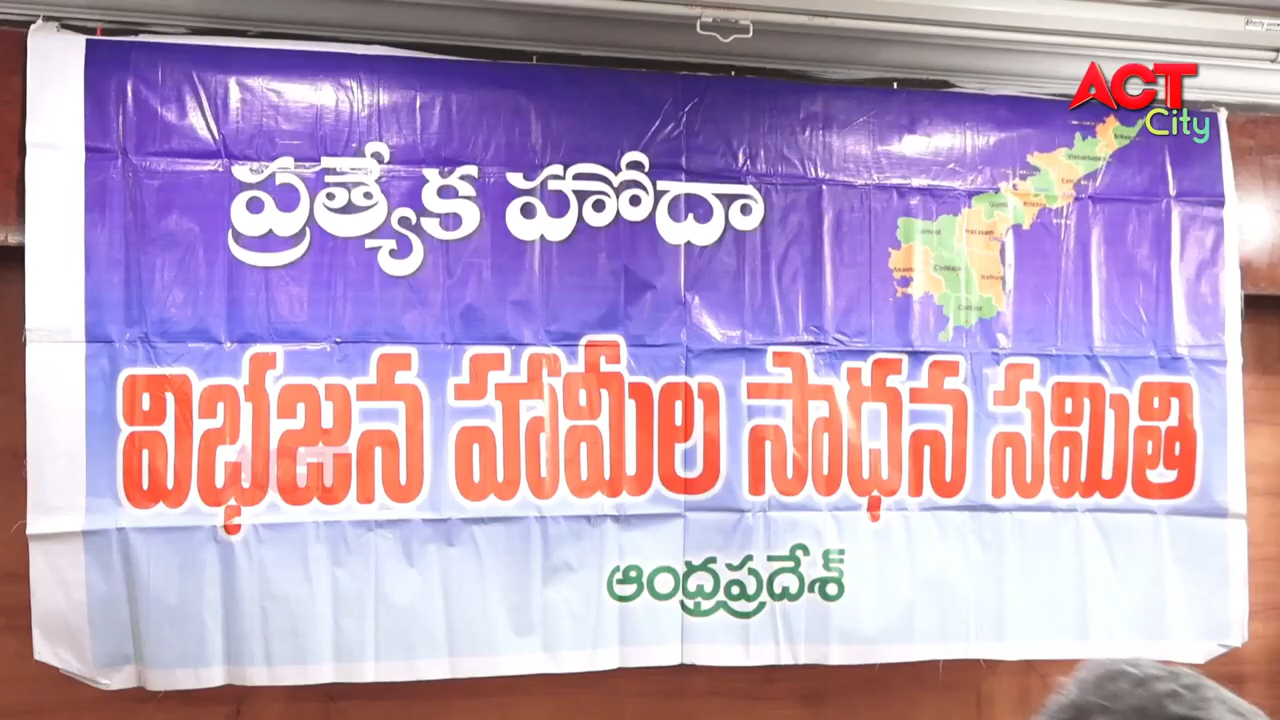 ACT
City
ప్రత్యేక హోదా
విభజన హామీల సాధన సమితి
ఆంధ్రప్రదేశ్